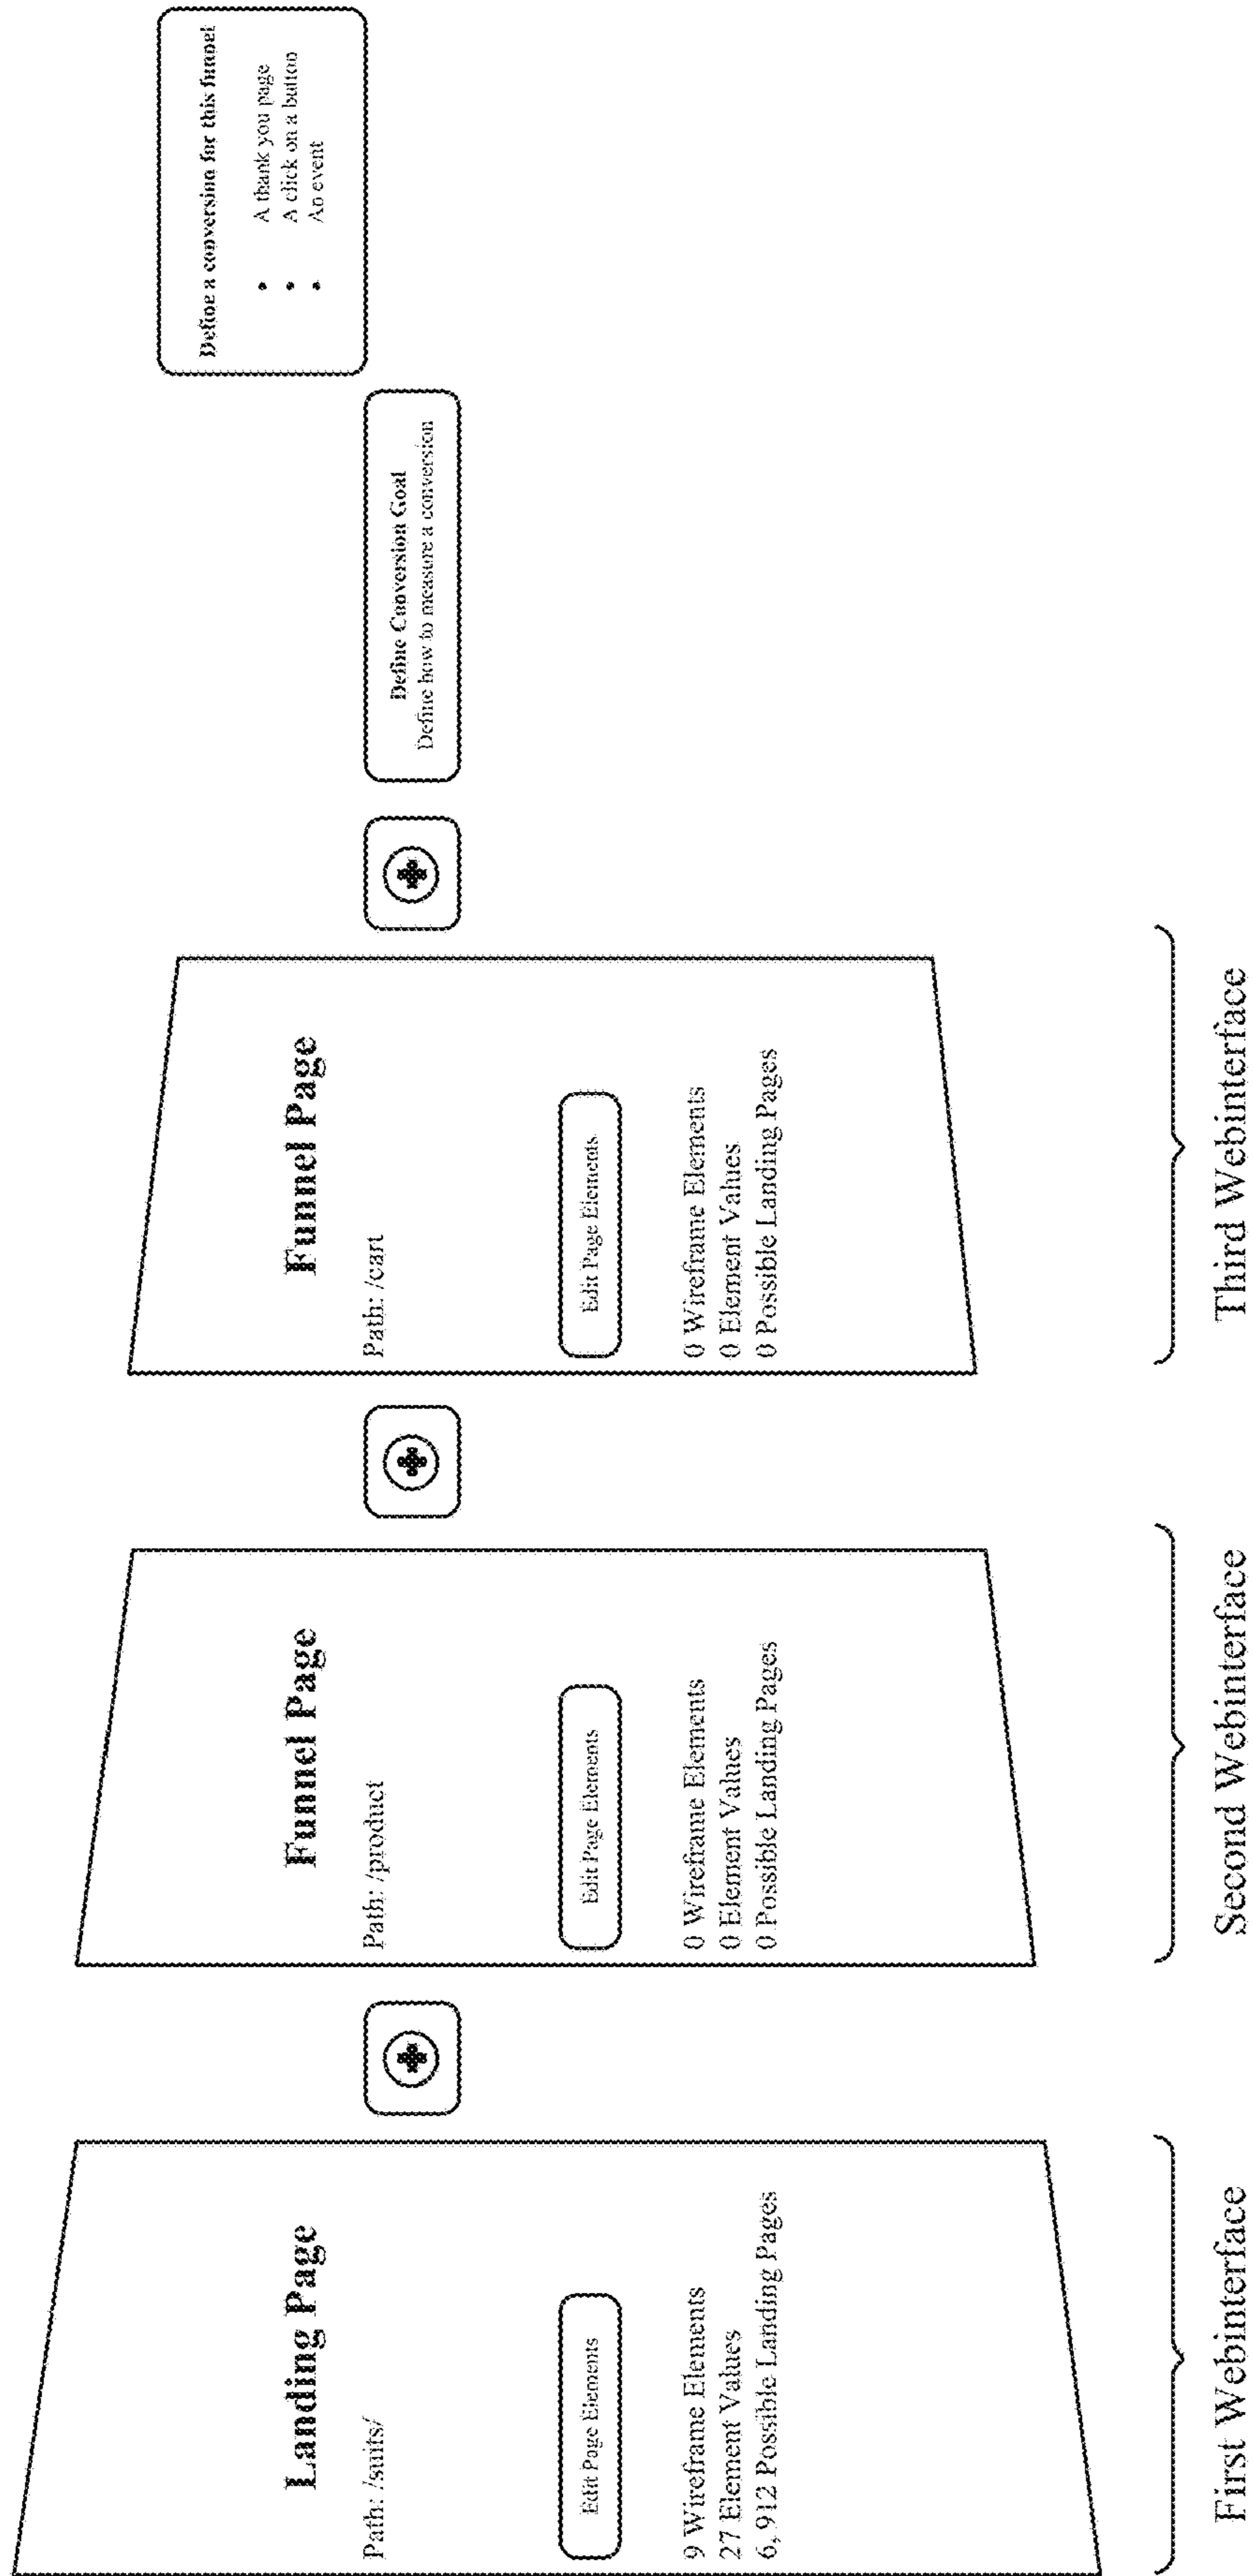 Landing Page
Path: /suits/
Edit Page Elements
9 Wireframe Elements
27 Element Values
6, 912 Possible Landing Pages
First Webinterface
Funnel Page
Path: /product
Edit Page Elements
0 Wireframe Elements
0 Element Values
0 Possible Landing Pages
Second Webinterface
Funnel Page
Path: /cart
Edit Page Elements
0 Wireframe Elements
0 Element Values
0 Possible Landing Pages
Third Webinterface
Define Conversion Goal
Define how to measure a conversion
Define a conversion for this funnel
• A thank you page
• A click on a button
• An event